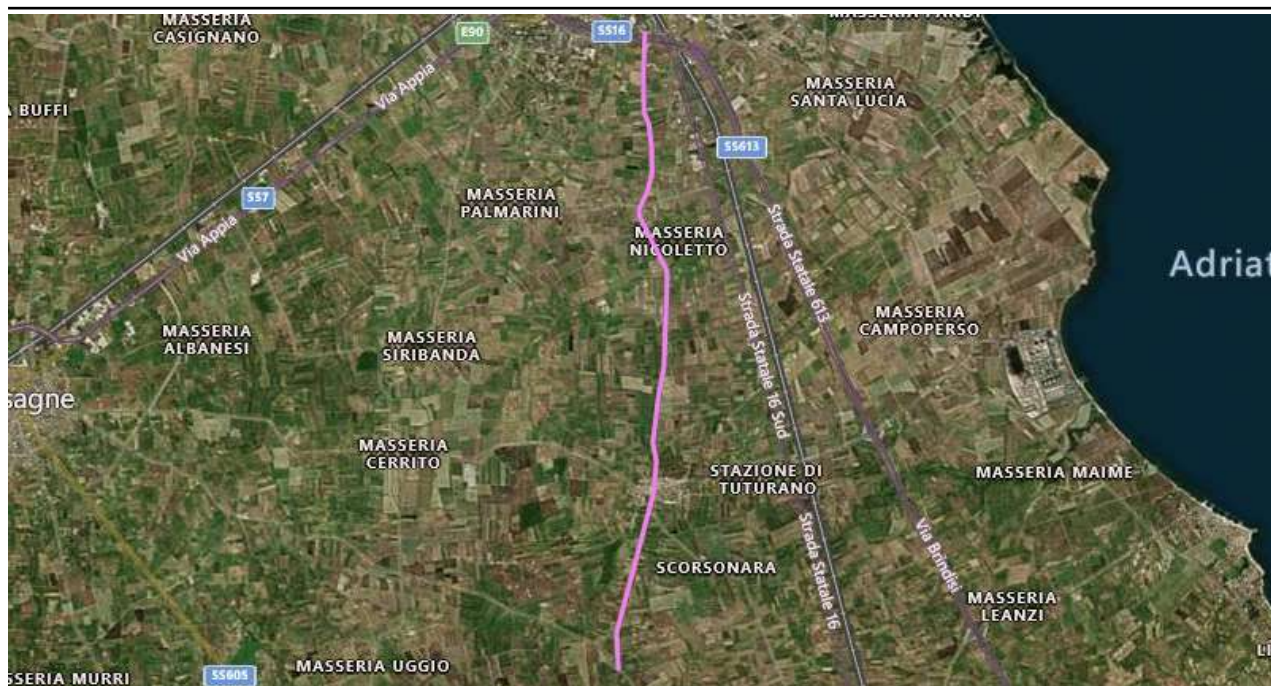 MASSERIA
CASIGNANO
E90
SS16
MASSERIA
SANTA LUCIA
BUFFI
Via Appia
SS613
SS7
MASSERIA
PALMARINI
Via Appia
MASSERIA
NICOLETTO
Strada Statale 613
Adriat
MASSERIA
CAMPOPERSO
MASSERIA
ALBANESI
MASSERIA
SIRIBANDA
Strada Statale 16 Sud
sagne
MASSERIA
CERRITO
STAZIONE DI
TUTURANO
MASSERIA MAIME
Strada Statale 16
Via Brindisi
SCORSONARA
MASSERIA
LEANZI
MASSERIA UGGIO
SS605
SSERIA MURRI